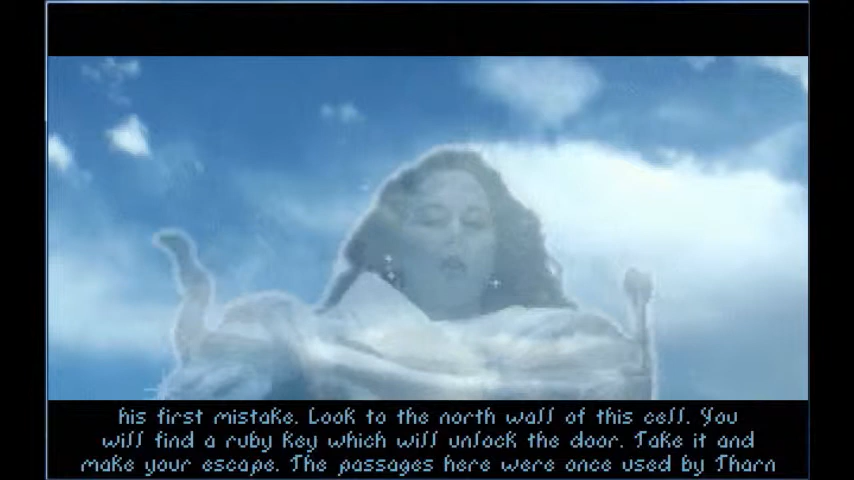 his first mistake. Look to the north wall of this cell. You
will find a ruby key which will unlock the door. Take it and
make your escape. The passages here were once used by Tharn